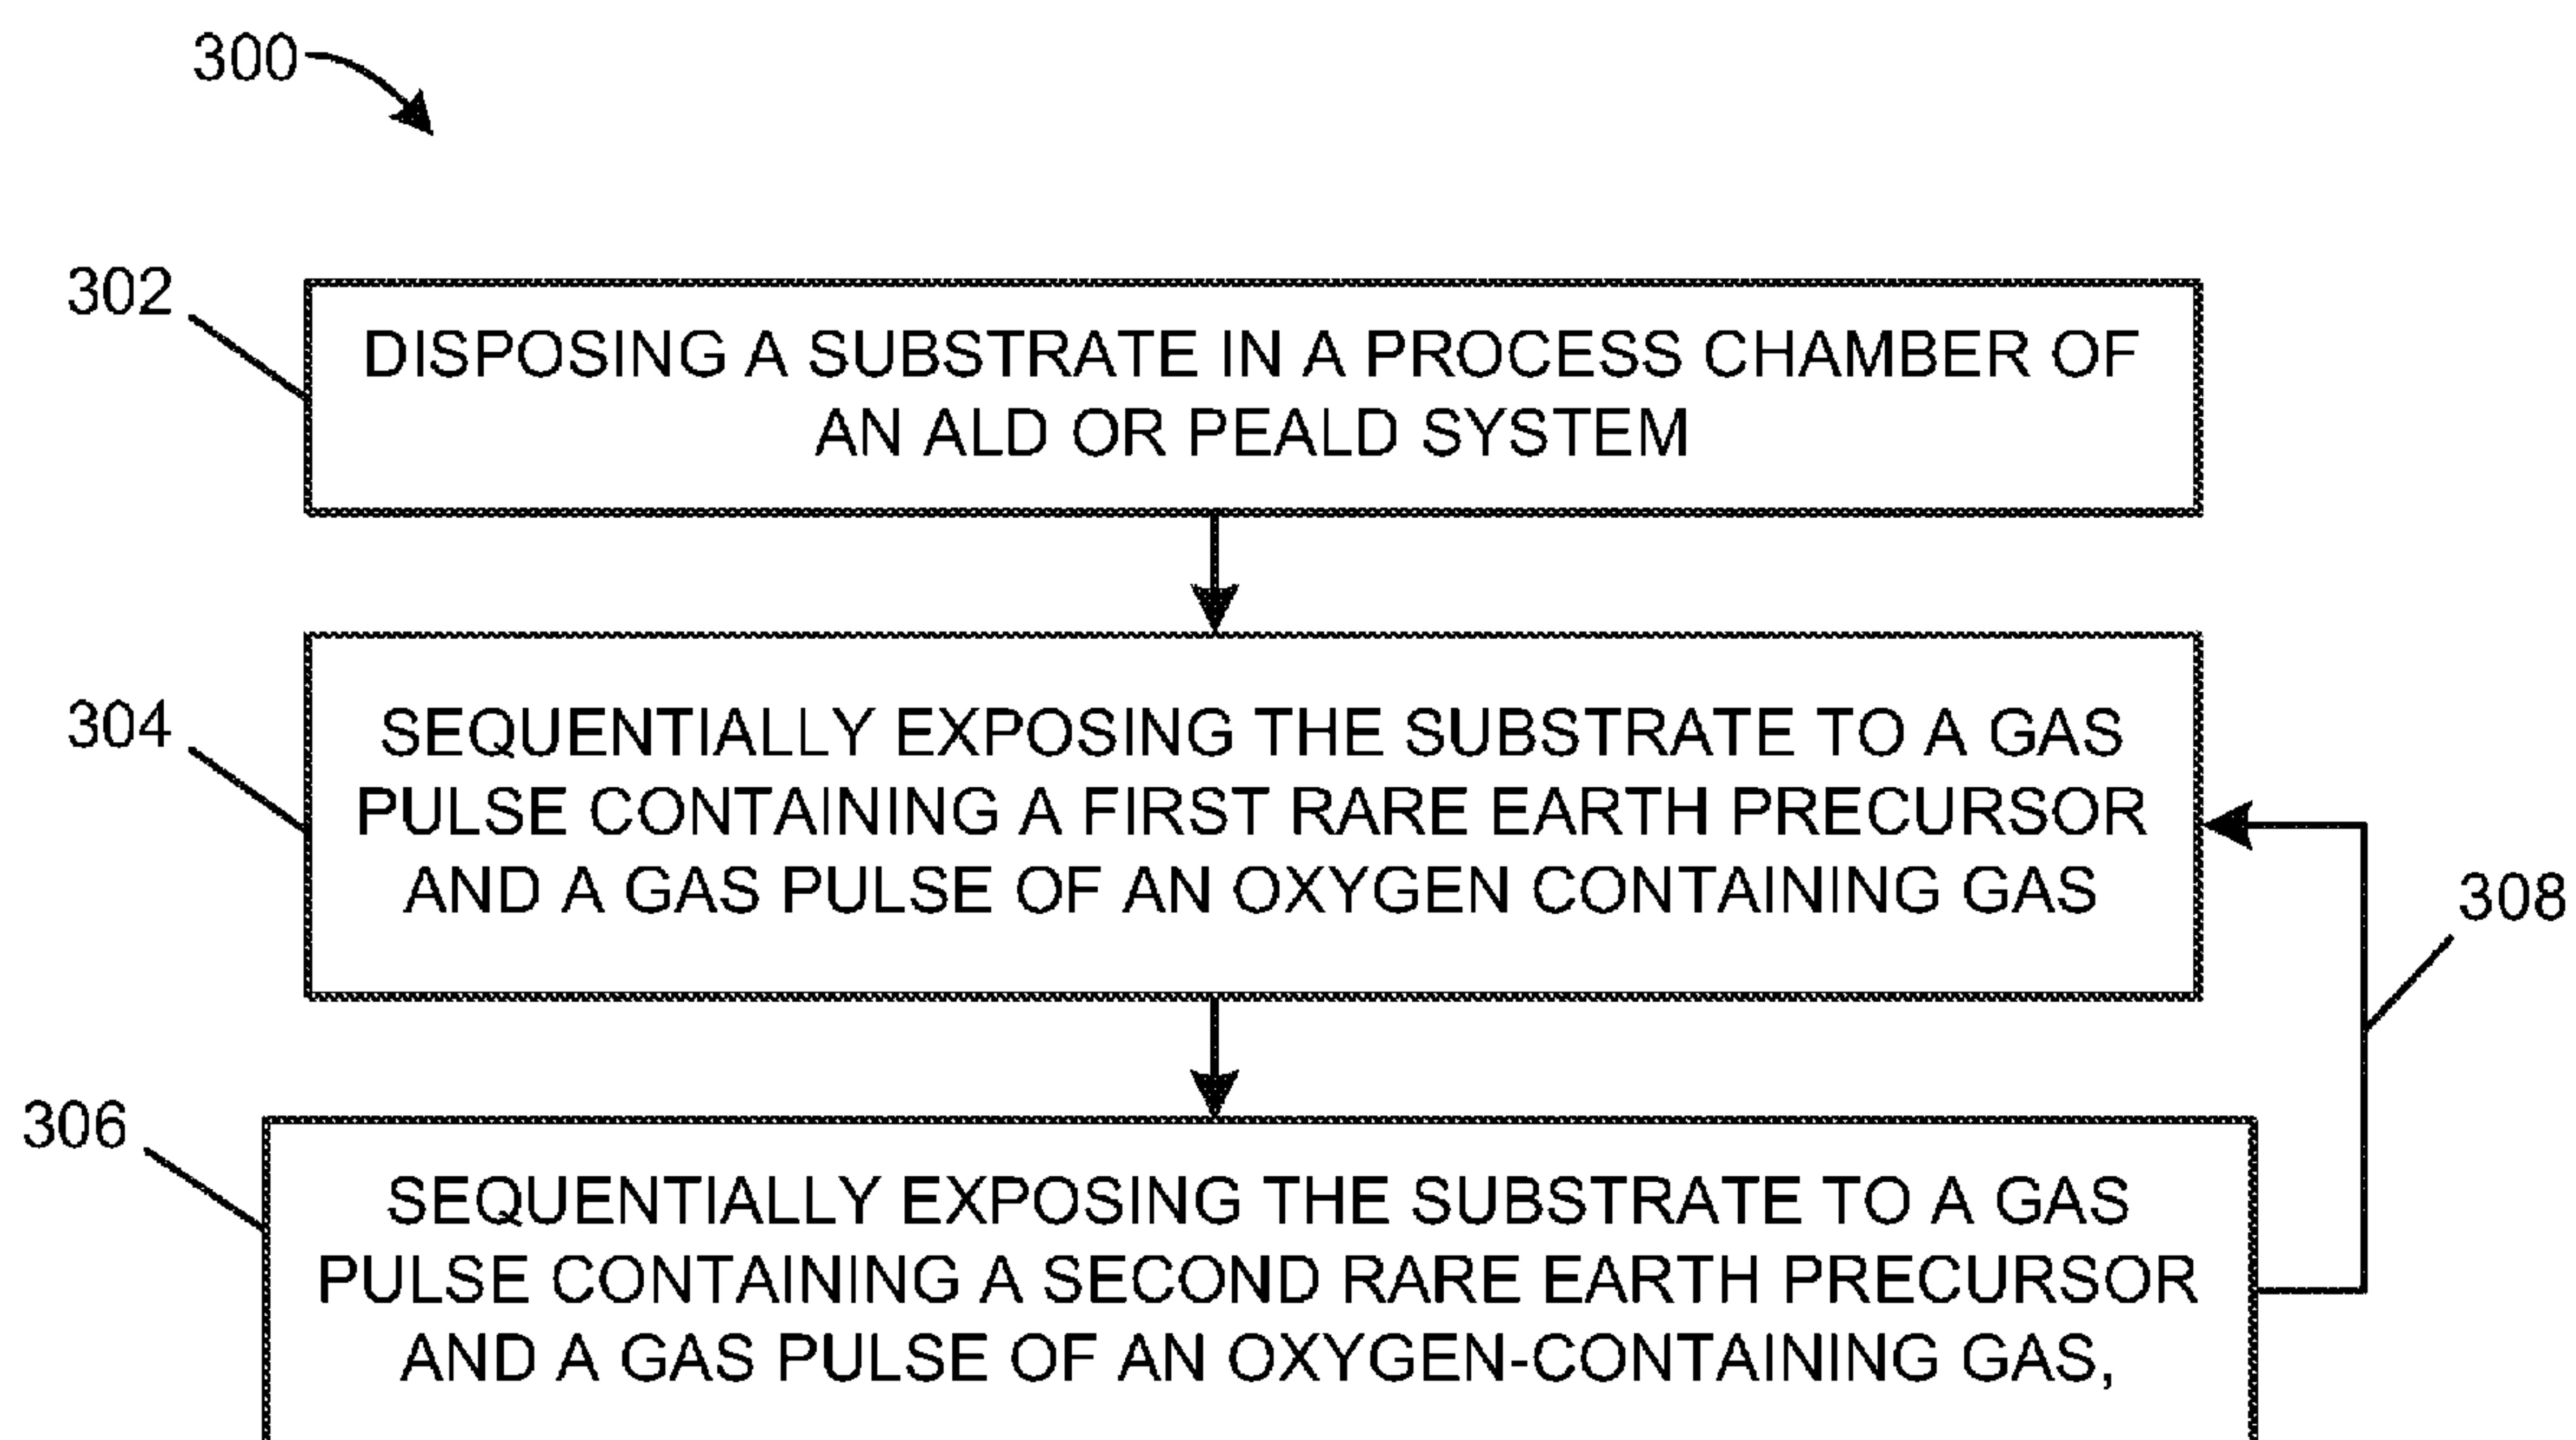 300
302
DISPOSING A SUBSTRATE IN A PROCESS CHAMBER OF
AN ALD OR PEALD SYSTEM
304
SEQUENTIALLY EXPOSING THE SUBSTRATE TO A GAS
PULSE CONTAINING A FIRST RARE EARTH PRECURSOR
AND A GAS PULSE OF AN OXYGEN CONTAINING GAS
308
306
SEQUENTIALLY EXPOSING THE SUBSTRATE TO A GAS
PULSE CONTAINING A SECOND RARE EARTH PRECURSOR
AND A GAS PULSE OF AN OXYGEN-CONTAINING GAS,